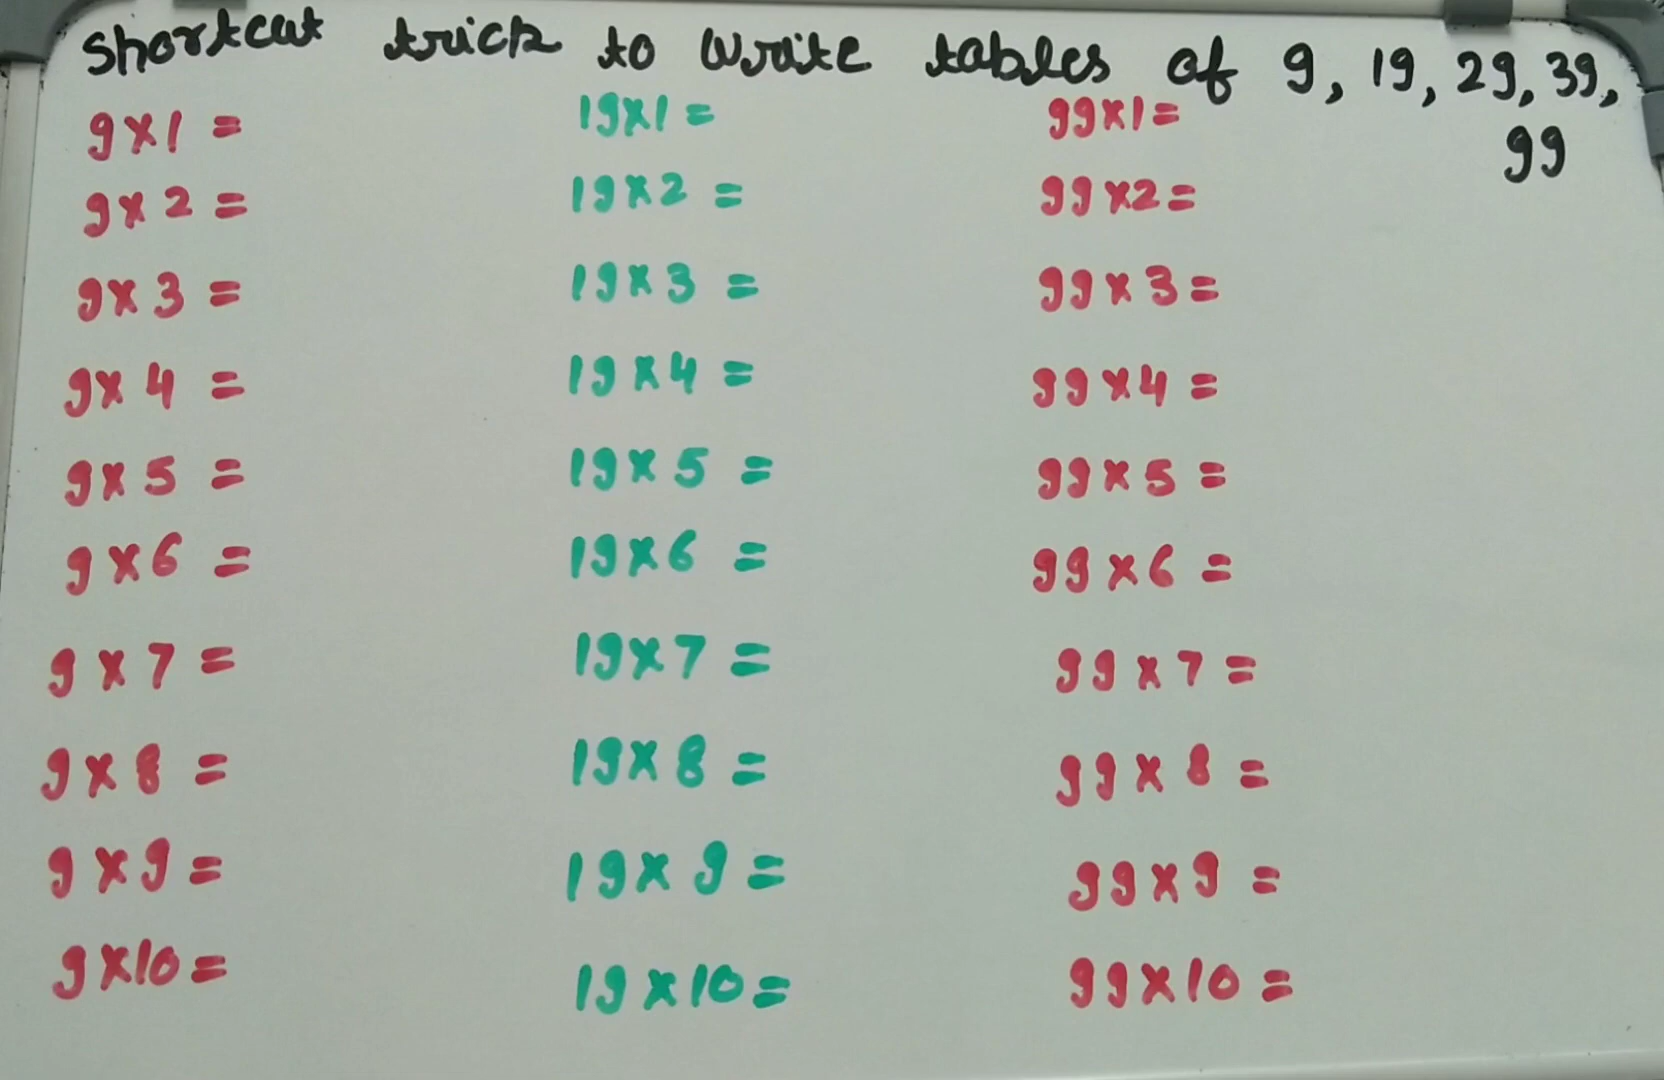 Shortcut trick to write tables of 9, 19, 29, 39,
99
9x1 =
9x2 =
9x3 =
9x4 =
9x5 =
9x6 =
9x7 =
9x8 =
9x9 =
9x10 =
19x1 =
19x2 =
19x3 =
19x4 =
19x5 =
19x6 =
19x7 =
19x8 =
19x9 =
19x10 =
99x1 =
99x2 =
99x3 =
99x4 =
99x5 =
99x6 =
99x7 =
99x8 =
99x9 =
99x10 =